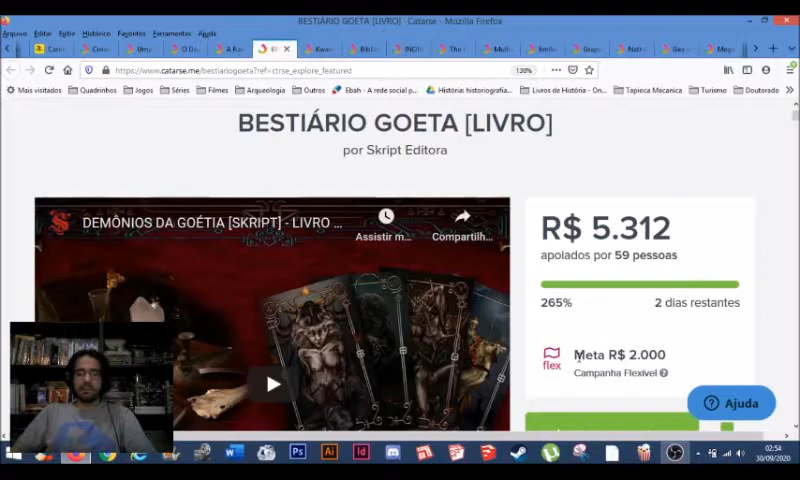 BESTIÁRIO GOETA [LIVRO] - Catarse - Mozilla Firefox
Arquivo Editar Exibir Histórico Favoritos Ferramentas Ajuda
https://www.catarse.me/bestiariogoeta?ref=ctrse_explore_featured
130%
Mais visitados Quadrinhos Jogos Séries Filmes Arqueologia Outros Ebah - A rede social p... História: historiografia... Livros de História - On... Tapioca Mecanica Turismo Doutorado
BESTIÁRIO GOETA [LIVRO]
por Skript Editora
DEMÔNIOS DA GOÉTIA [SKRIPT] - LIVRO ...
Assistir m...
Compartilh...
R$ 5.312
apoiados por 59 pessoas
265%
2 dias restantes
flex
Meta R$ 2.000
Campanha Flexível
Ajuda
W Ps Ai Id
02:54
30/09/2020